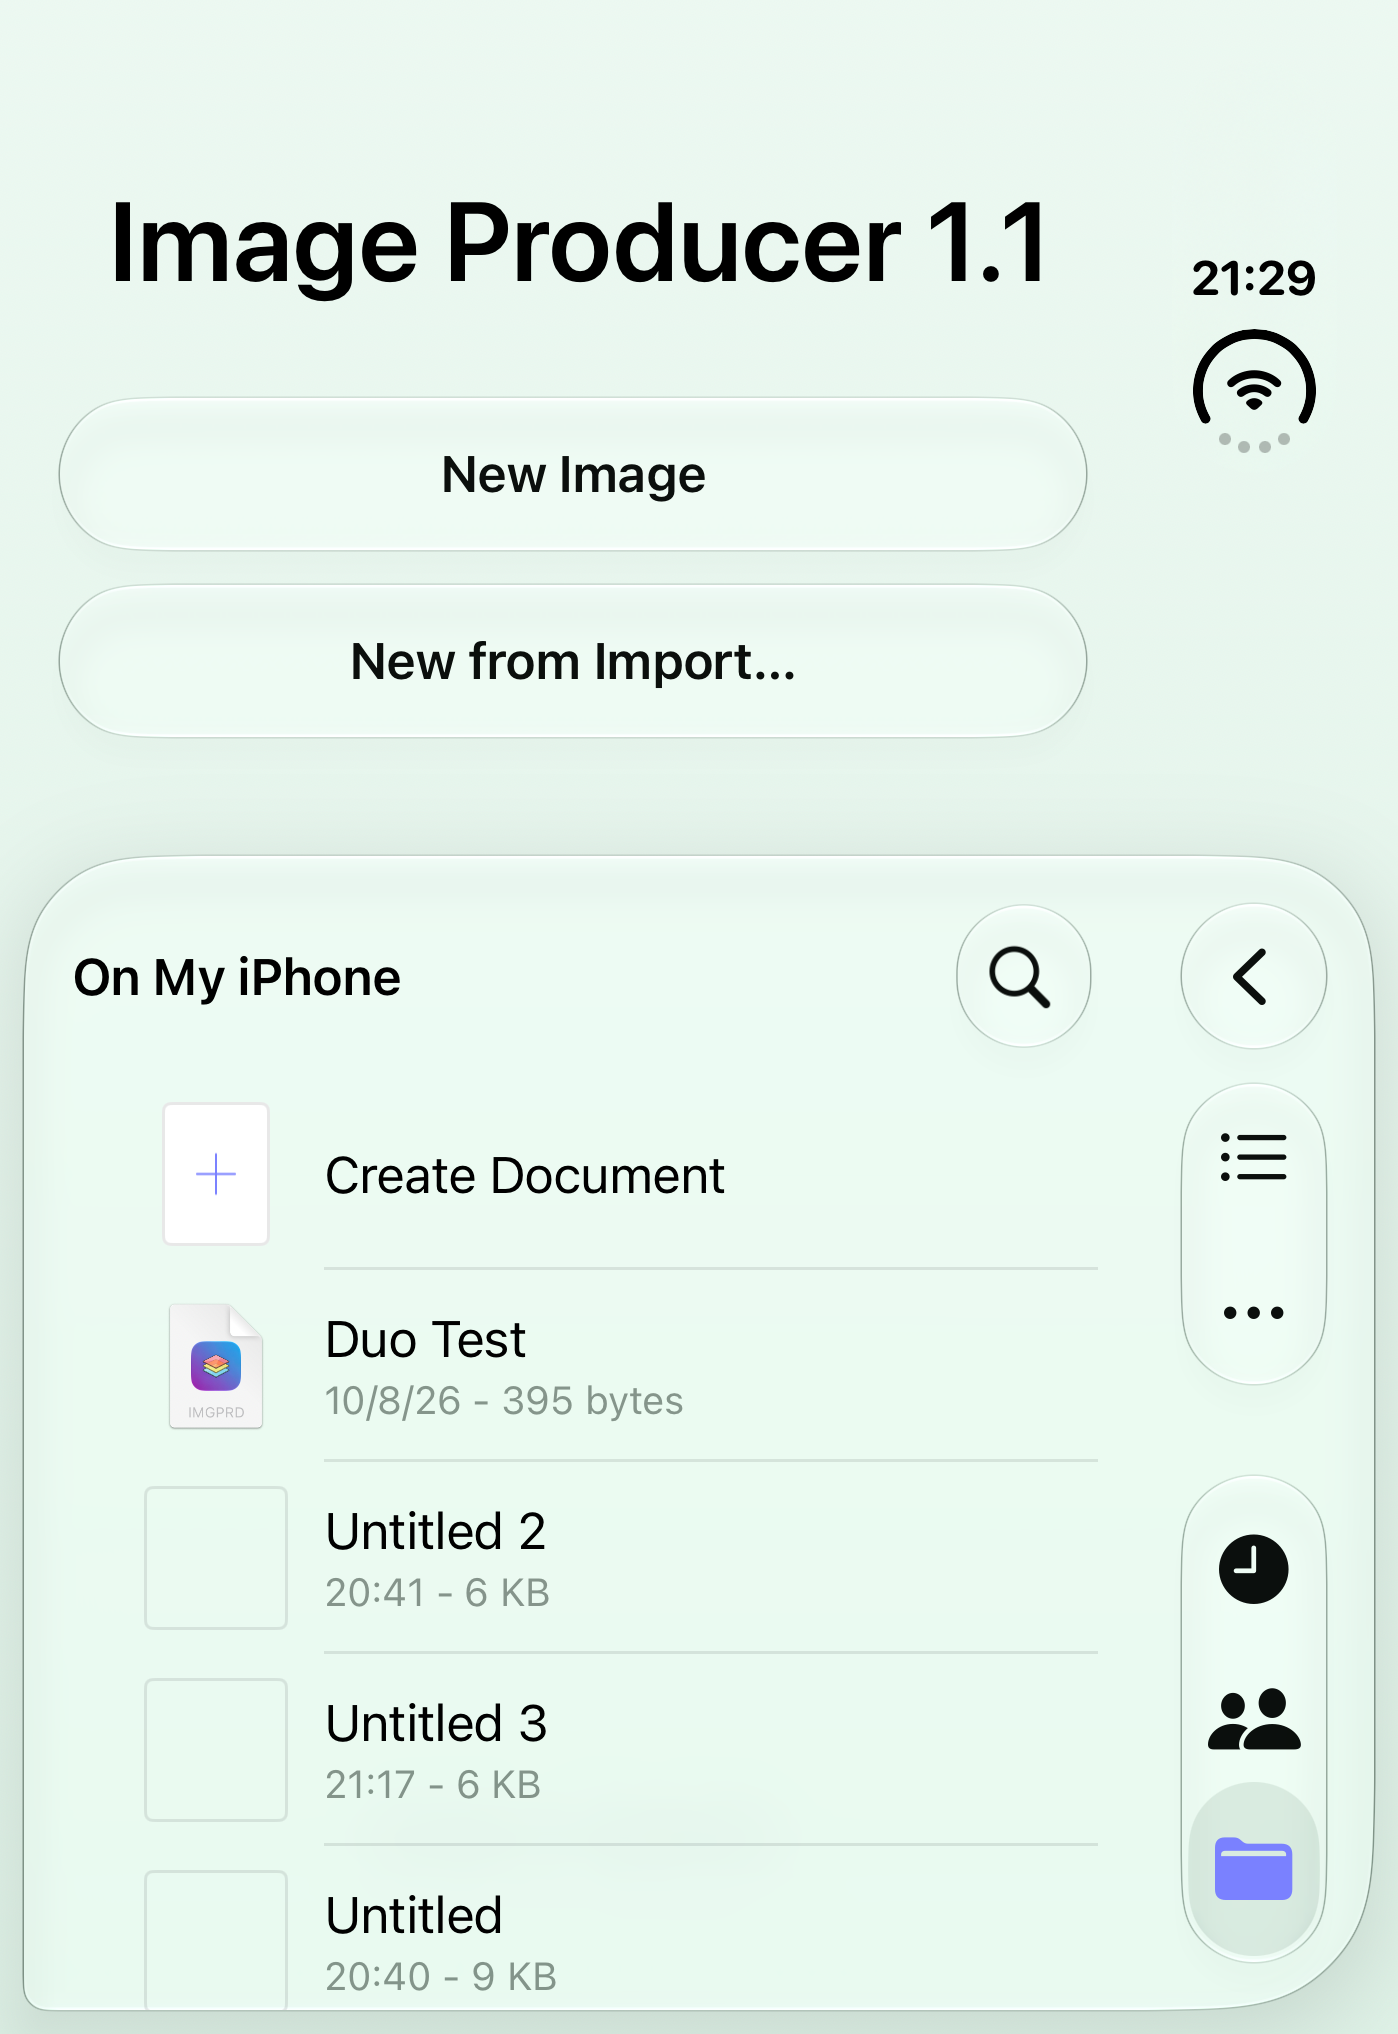 Image Producer 1.1
21:29
New Image
New from Import...
On My iPhone
Create Document
Duo Test
10/8/26 - 395 bytes
IMGPRD
Untitled 2
20:41 - 6 KB
Untitled 3
21:17 - 6 KB
Untitled
20:40 - 9 KB